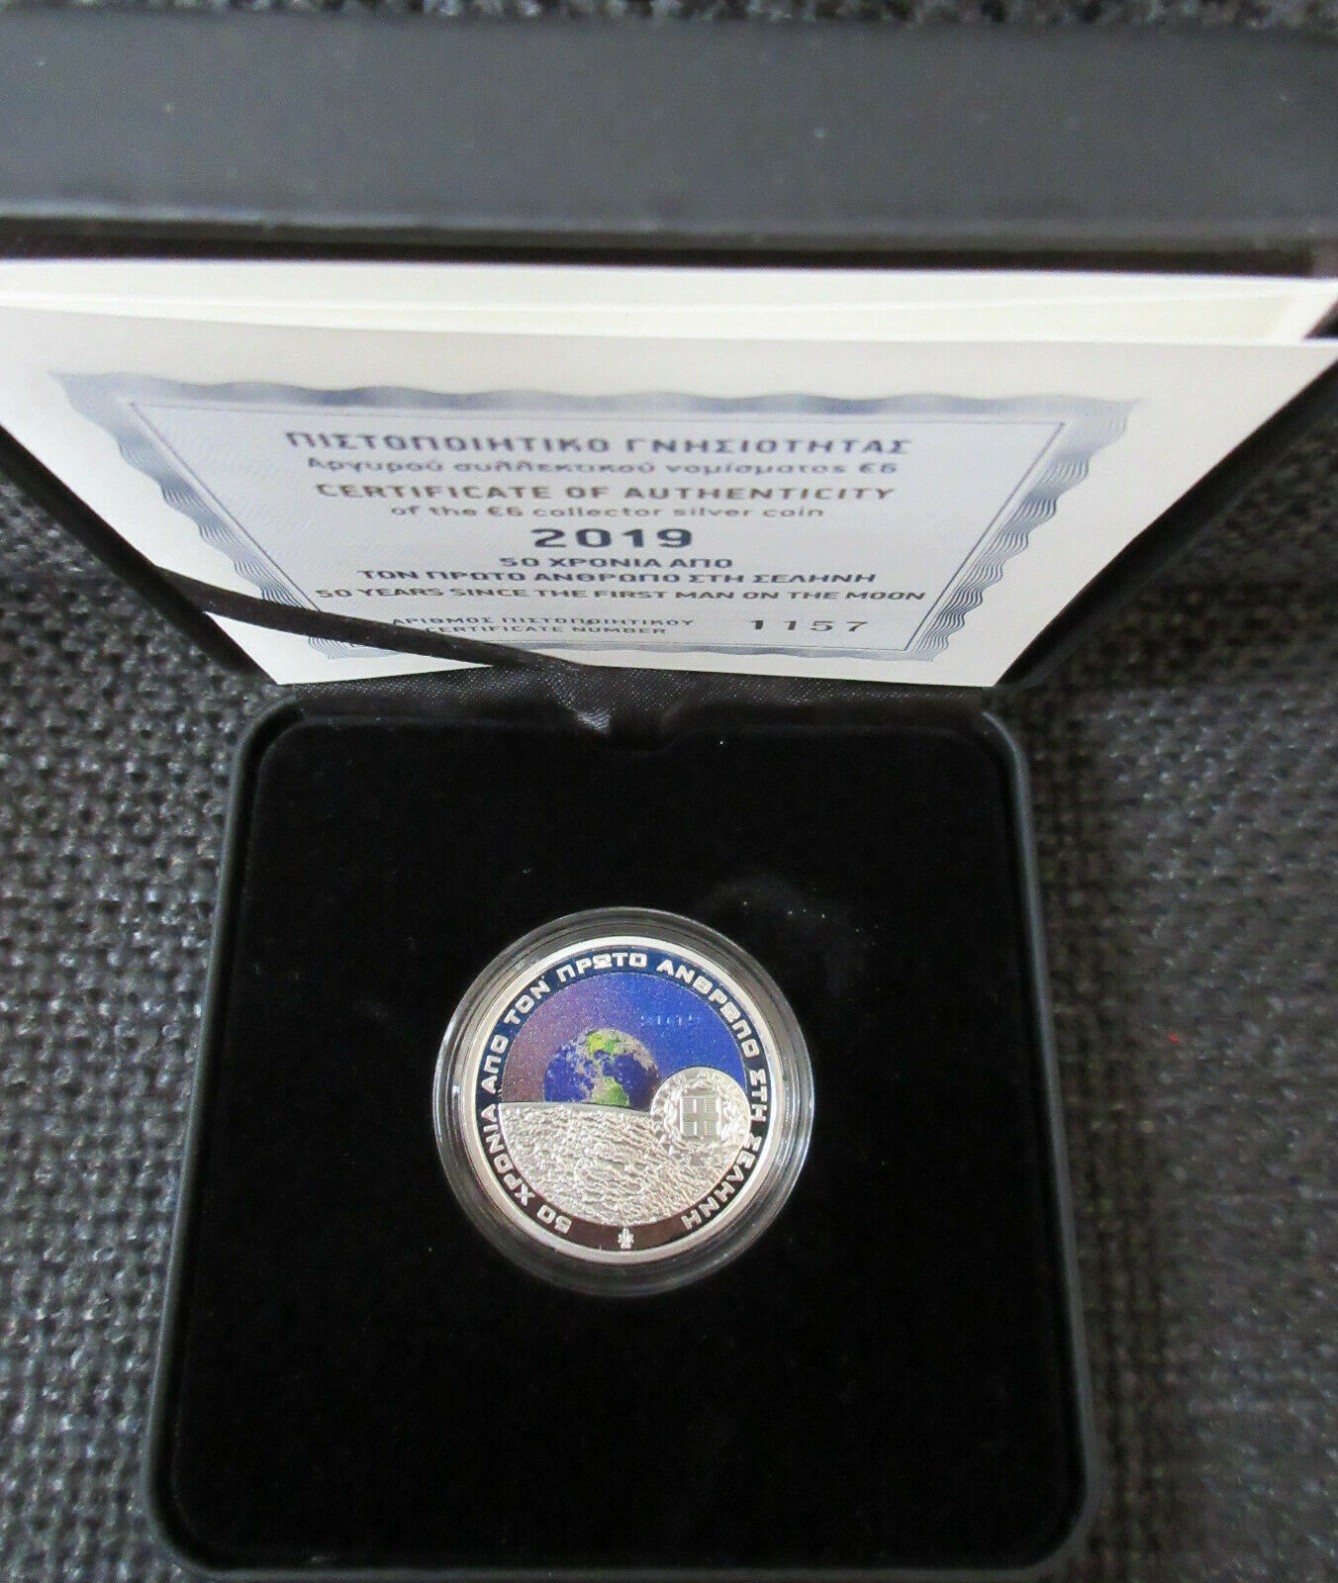 ΠΙΣΤΟΠΟΙΗΤΙΚΟ ΓΝΗΣΙΟΤΗΤΑΣ
Αργυρού συλλεκτικού νομίσματος €6
CERTIFICATE OF AUTHENTICITY
of the €6 collector silver coin
2019
50 ΧΡΟΝΙΑ ΑΠΟ
ΤΟΝ ΠΡΩΤΟ ΑΝΘΡΩΠΟ ΣΤΗ ΣΕΛΗΝΗ
50 YEARS SINCE THE FIRST MAN ON THE MOON
ΑΡΙΘΜΟΣ ΠΙΣΤΟΠΟΙΗΤΙΚΟΥ
CERTIFICATE NUMBER 1157
50 ΧΡΟΝΙΑ ΑΠΟ ΤΟΝ ΠΡΩΤΟ ΑΝΘΡΩΠΟ ΣΤΗ ΣΕΛΗΝΗ
2019